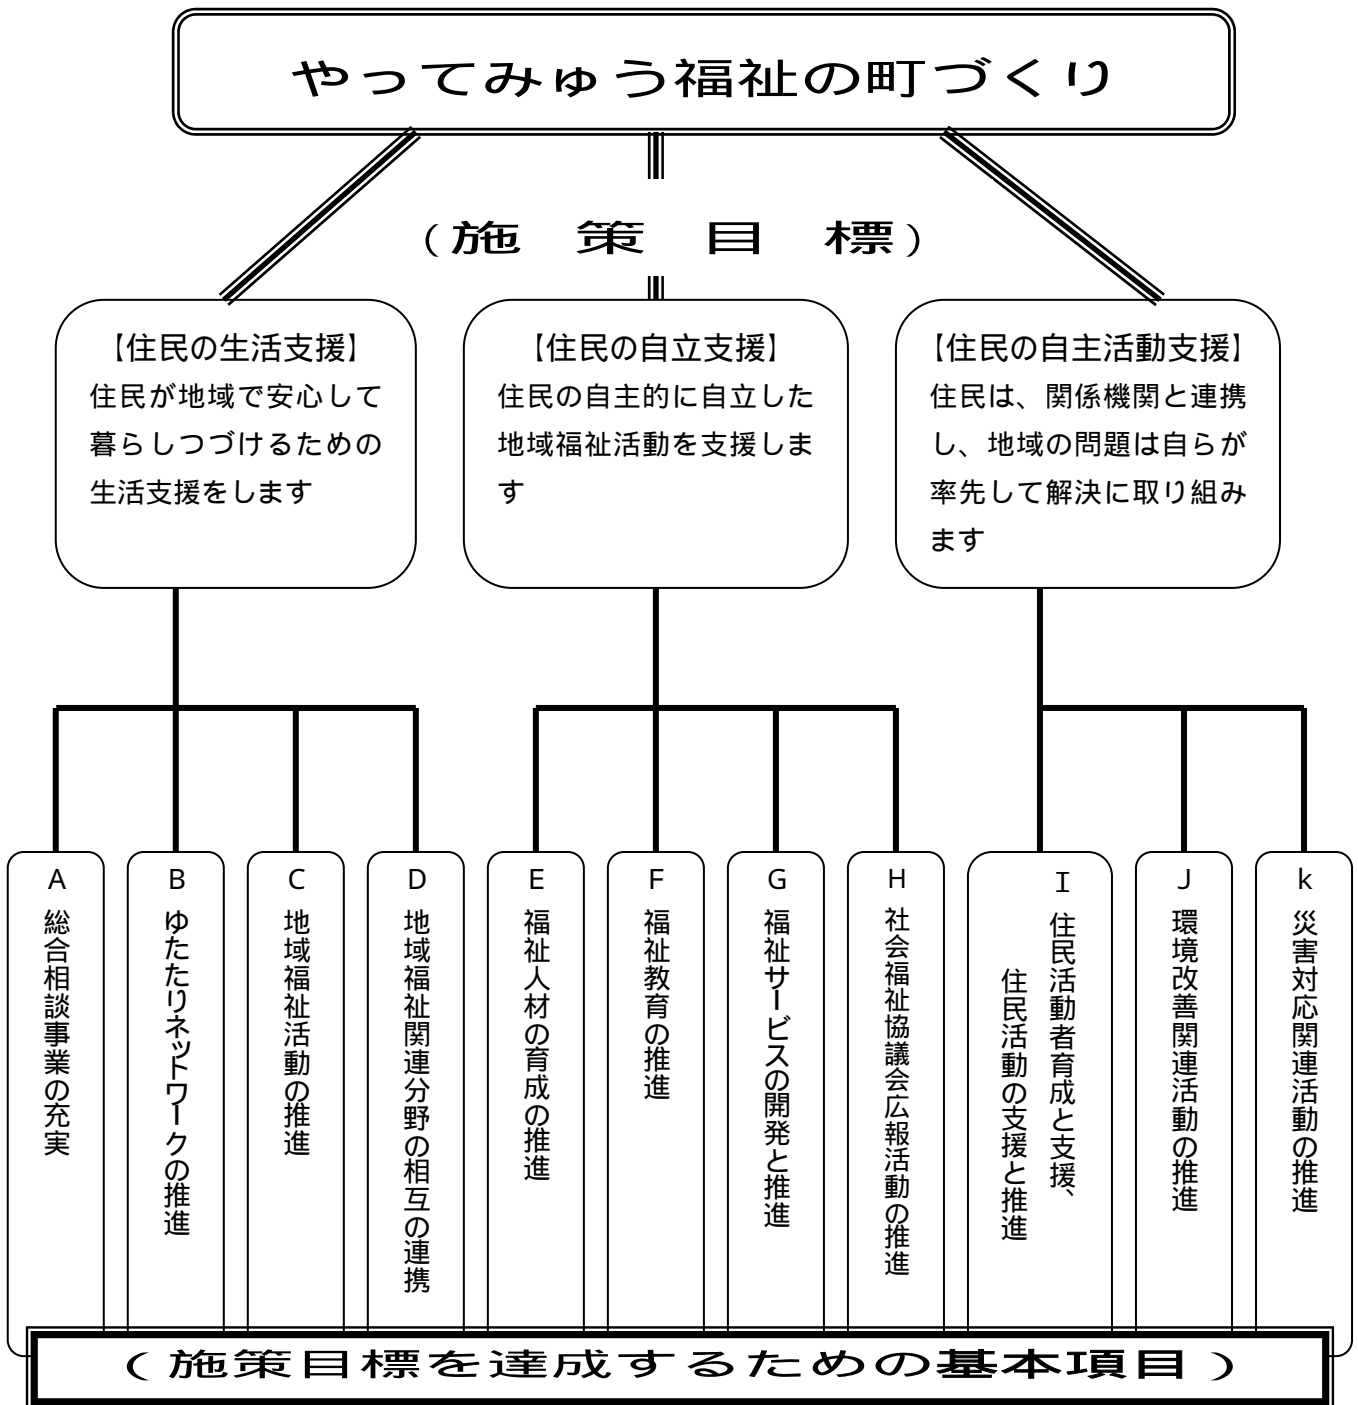 やってみゅう福祉の町づくり
(施 策 目 標)
【住民の生活支援】
住民が地域で安心して
暮らしつづけるための
生活支援をします
【住民の自立支援】
住民の自主的に自立した
地域福祉活動を支援しま
す
【住民の自主活動支援】
住民は、関係機関と連携
し、地域の問題は自らが
率先して解決に取り組み
ます
A 総合相談事業の充実
B ゆたたりネットワークの推進
C 地域福祉活動の推進
D 地域福祉関連分野の相互の連携
E 福祉人材の育成の推進
F 福祉教育の推進
G 福祉サービスの開発と推進
H 社会福祉協議会広報活動の推進
I 住民活動者育成と支援、
住民活動の支援と推進
J 環境改善関連活動の推進
k 災害対応関連活動の推進
(施策目標を達成するための基本項目)